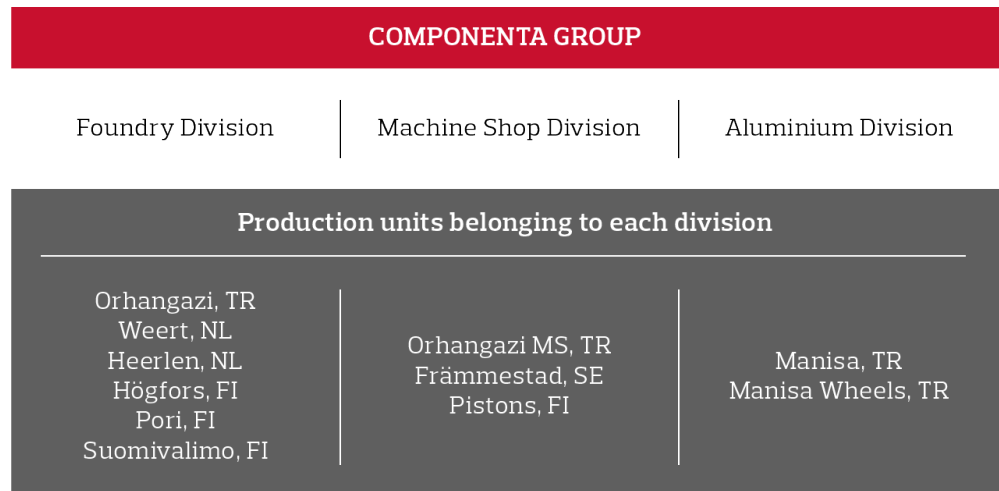 COMPONENTA GROUP
Foundry Division
Machine Shop Division
Aluminium Division
Production units belonging to each division
Orhangazi, TR
Weert, NL
Heerlen, NL
Högfors, FI
Pori, FI
Suomivalimo, FI
Orhangazi MS, TR
Främmestad, SE
Pistons, FI
Manisa, TR
Manisa Wheels, TR